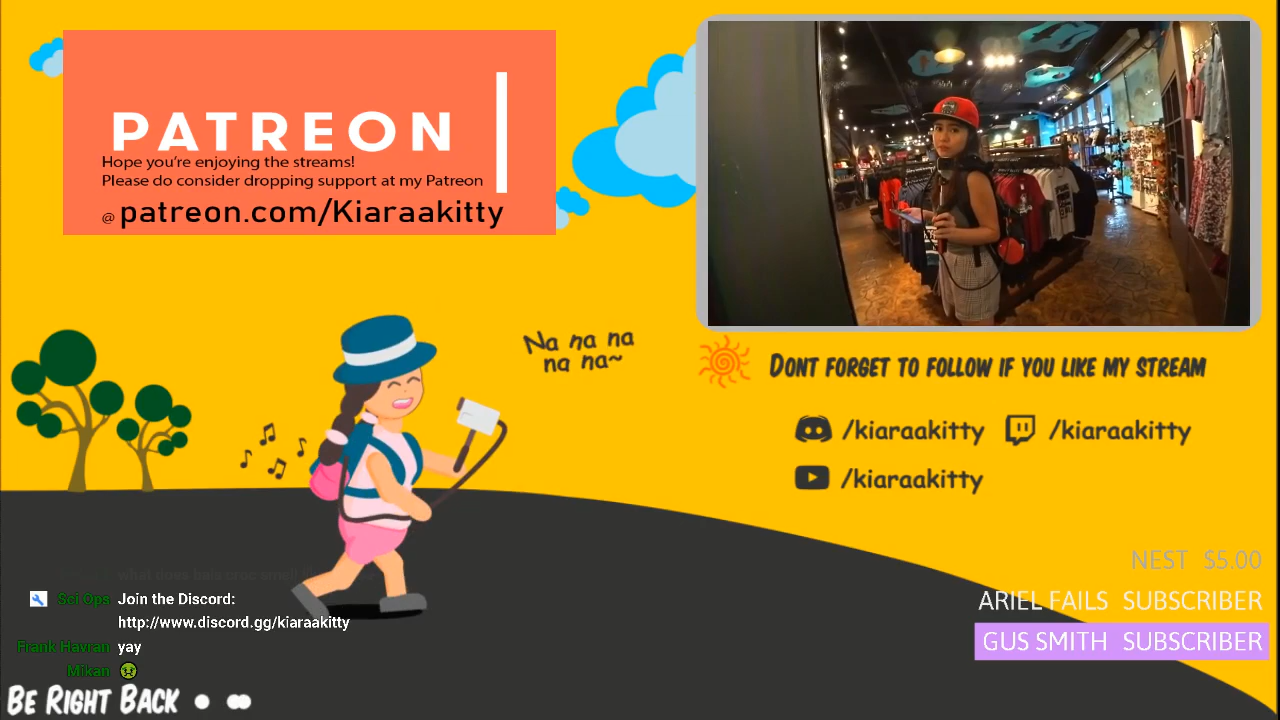 PATREON
Hope you're enjoying the streams!
Please do consider dropping support at my Patreon
@ patreon.com/Kiaraakitty
Na na na
na na~
DONT FORGET TO FOLLOW IF YOU LIKE MY STREAM
/kiaraakitty /kiaraakitty
/kiaraakitty
NEST $5.00
ARIEL FAILS SUBSCRIBER
GUS SMITH SUBSCRIBER
Sci Ops Join the Discord:
http://www.discord.gg/kiaraakitty
Frank Havran yay
Mikan
BE RIGHT BACK